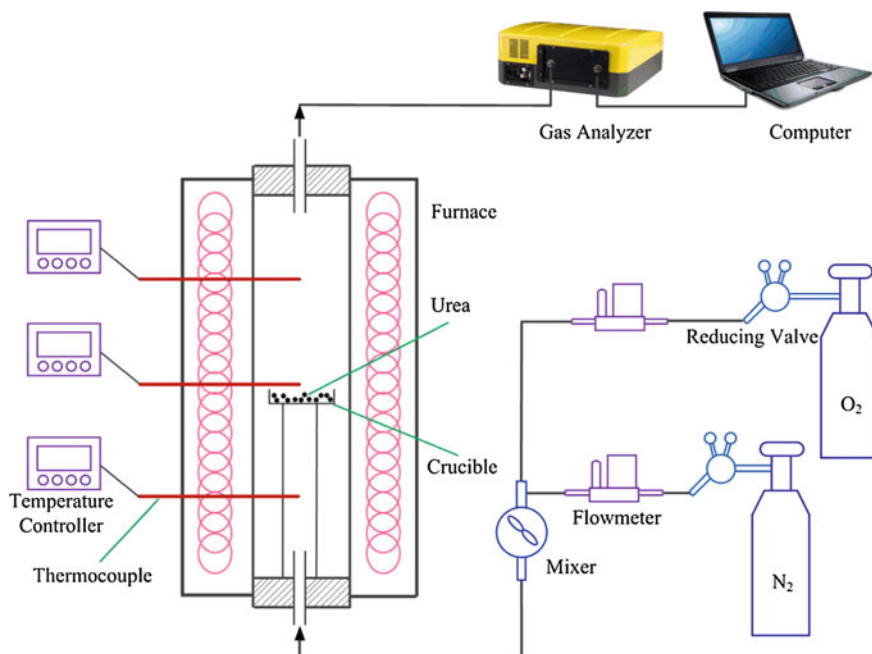 Gas Analyzer
Computer
Furnace
Urea
Reducing Valve
O₂
Crucible
Temperature
Controller
Flowmeter
Thermocouple
Mixer
N₂